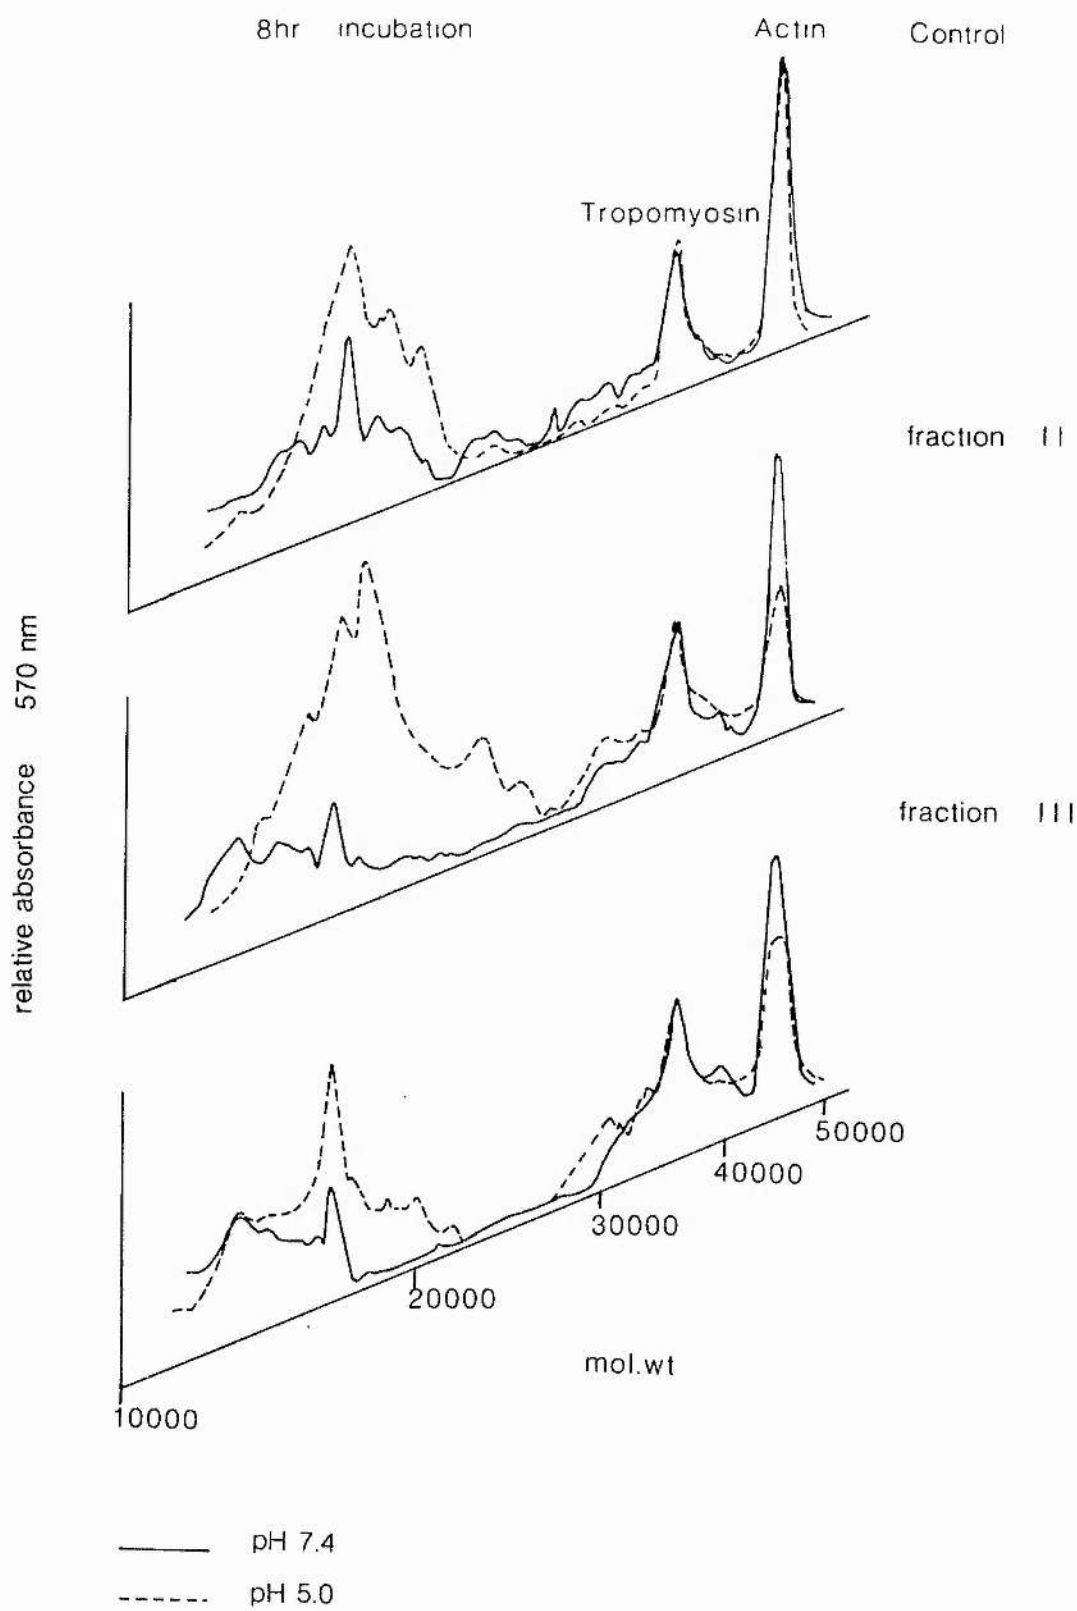 8hr incubation Actin Control
Tropomyosin
fraction II
relative absorbance 570 nm
fraction III
50000
40000
30000
20000
mol.wt
10000
pH 7.4
pH 5.0